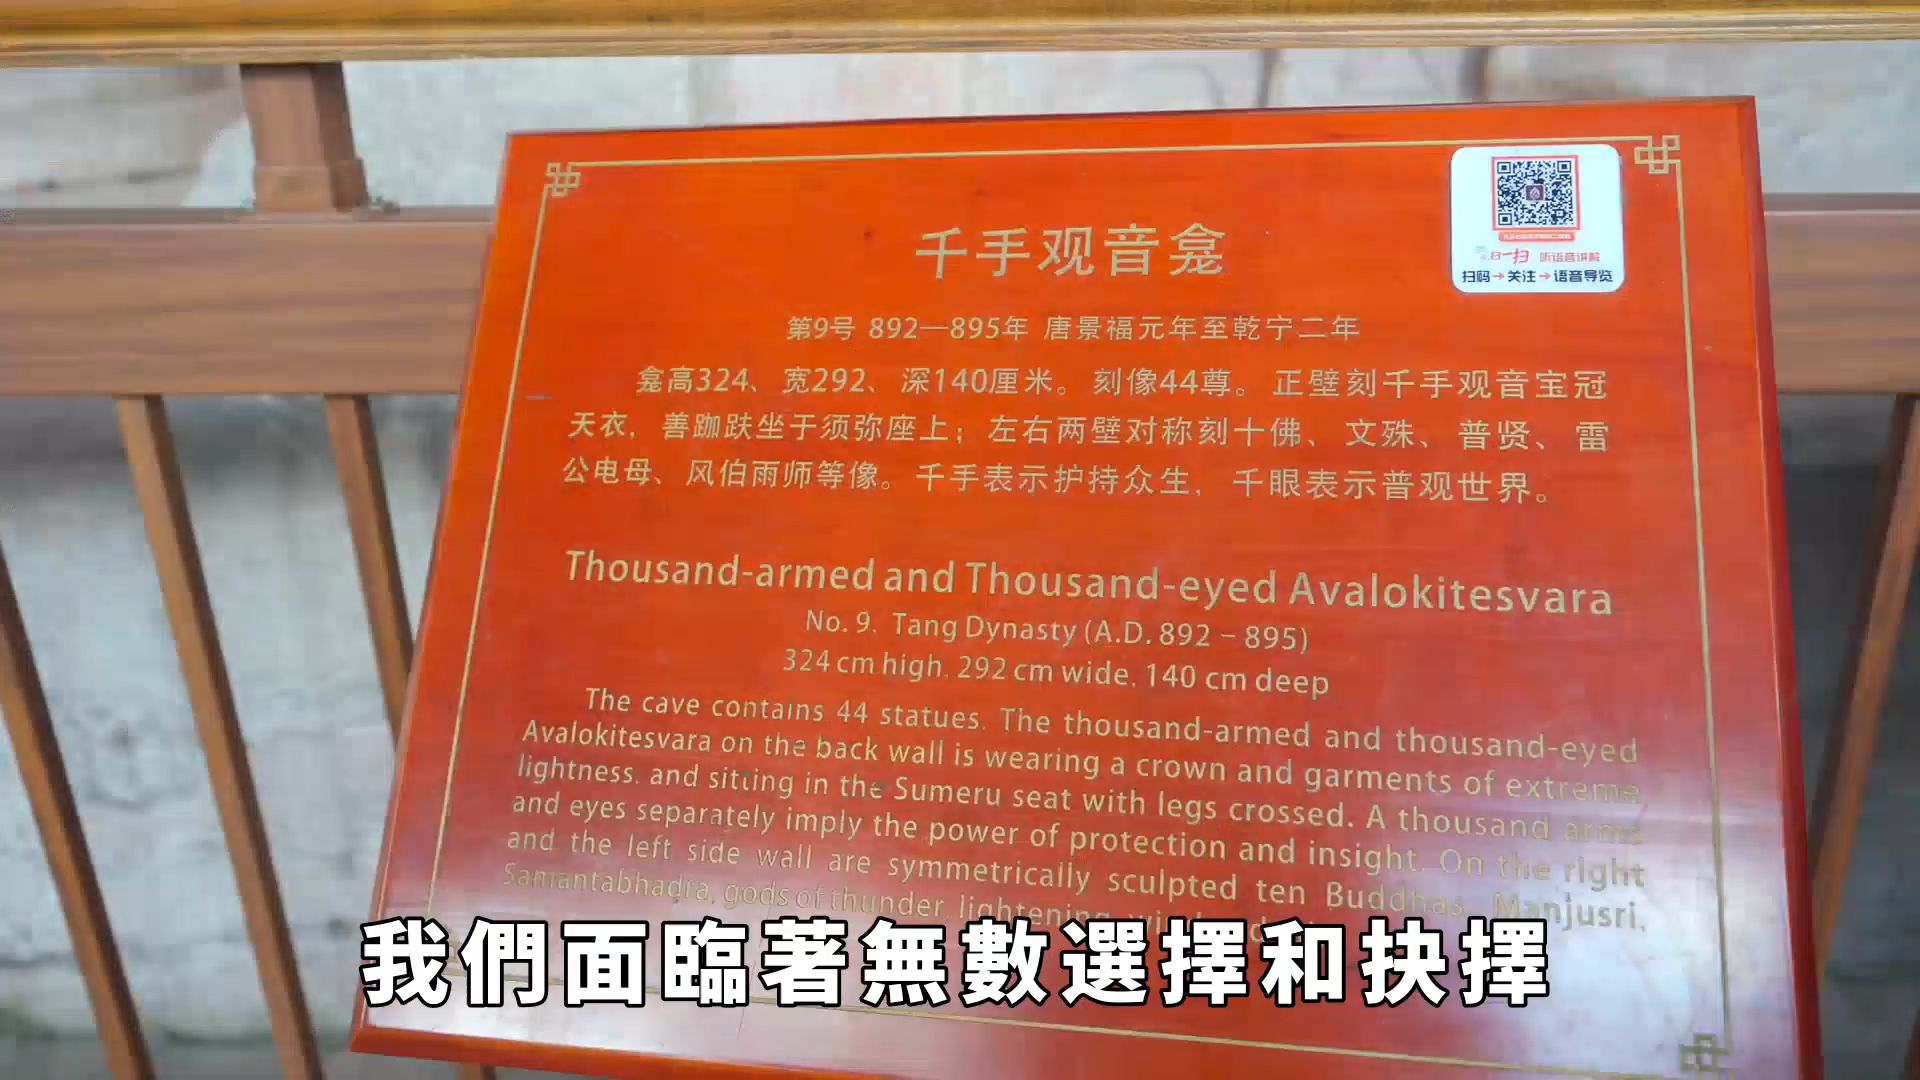 千手观音龛
扫一扫 听语音讲解
扫码→关注→语音导览
第9号 892—895年 唐景福元年至乾宁二年
龛高324、宽292、深140厘米。刻像44尊。正壁刻千手观音宝冠
天衣，善跏趺坐于须弥座上；左右两壁对称刻十佛、文殊、普贤、雷
公电母、风伯雨师等像。千手表示护持众生，千眼表示普观世界。
Thousand-armed and Thousand-eyed Avalokitesvara
No. 9. Tang Dynasty (A.D. 892 - 895)
324 cm high. 292 cm wide. 140 cm deep
The cave contains 44 statues. The thousand-armed and thousand-eyed
Avalokitesvara on the back wall is wearing a crown and garments of extreme
lightness. and sitting in the Sumeru seat with legs crossed. A thousand arms
and eyes separately imply the power of protection and insight. On the right
and the left side wall are symmetrically sculpted ten Buddhas. Manjusri,
Samantabhadra, gods of thunder, lightening
我們面臨著無數選擇和抉擇